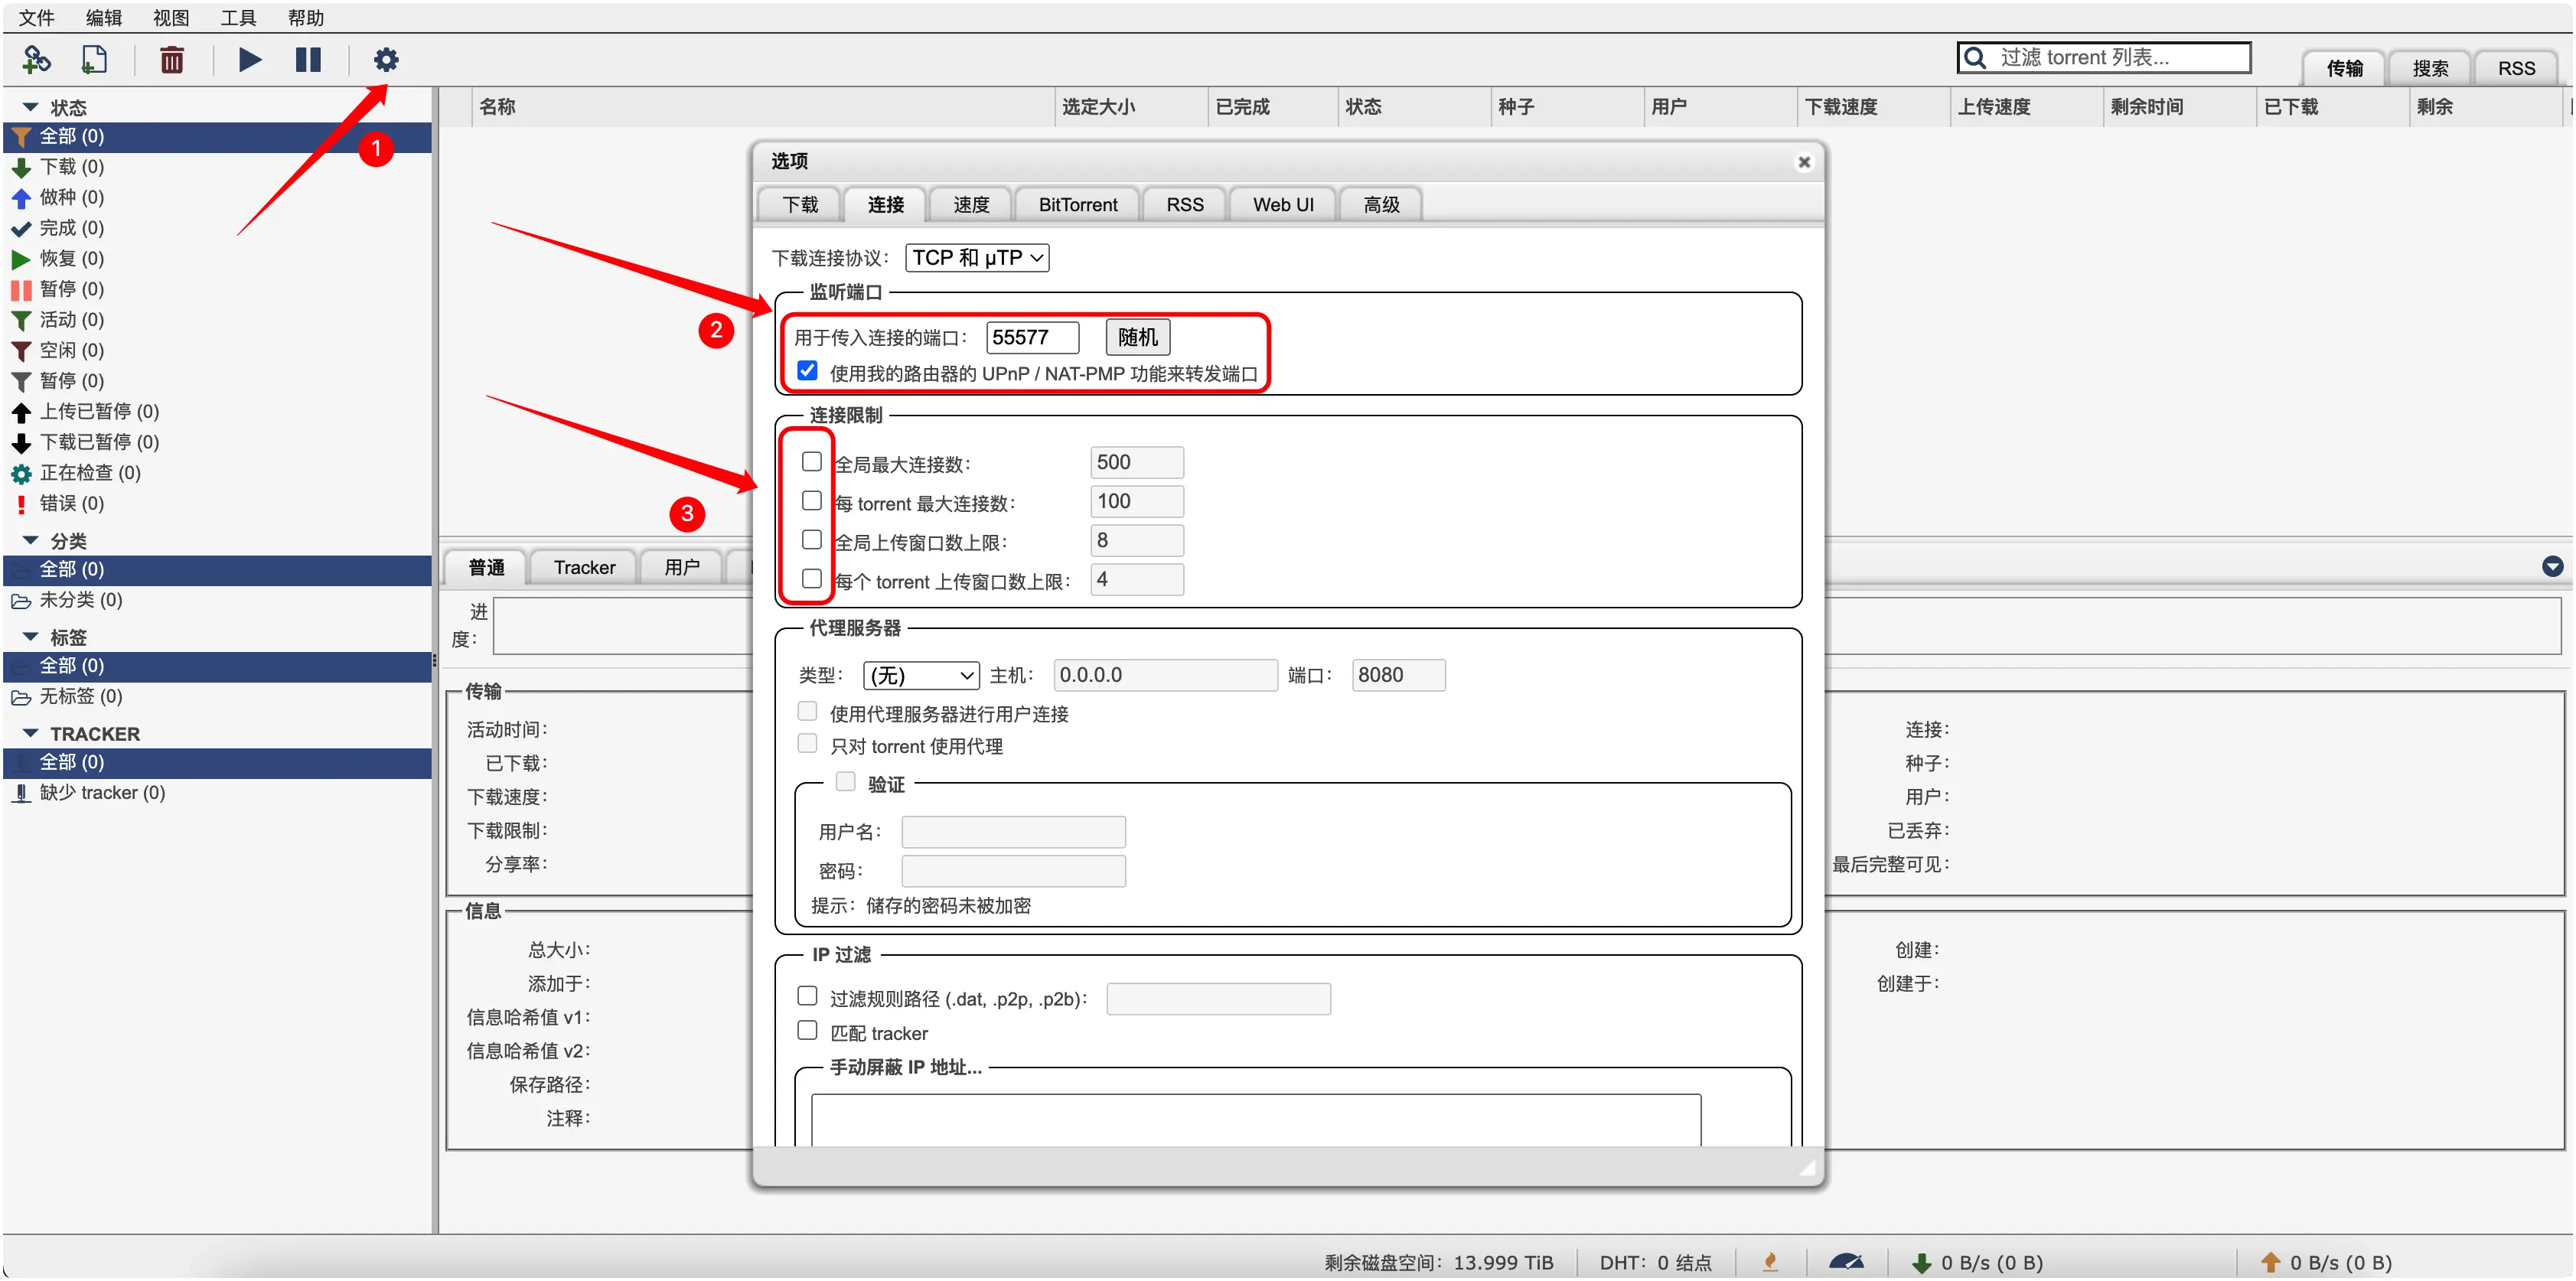 文件 编辑 视图 工具 帮助
过滤 torrent 列表...
传输 搜索 RSS
1
状态
全部 (0)
下载 (0)
做种 (0)
完成 (0)
恢复 (0)
暂停 (0)
活动 (0)
空闲 (0)
暂停 (0)
上传已暂停 (0)
下载已暂停 (0)
正在检查 (0)
错误 (0)
分类
全部 (0)
未分类 (0)
标签
全部 (0)
无标签 (0)
TRACKER
全部 (0)
缺少 tracker (0)
名称 选定大小 已完成 状态 种子 用户 下载速度 上传速度 剩余时间 已下载 剩余
选项
下载 连接 速度 BitTorrent RSS Web UI 高级
下载连接协议: TCP 和 μTP
监听端口
2
用于传入连接的端口: 55577 随机
使用我的路由器的 UPnP / NAT-PMP 功能来转发端口
连接限制
3
全局最大连接数: 500
每 torrent 最大连接数: 100
全局上传窗口数上限: 8
每个 torrent 上传窗口数上限: 4
代理服务器
类型: (无) 主机: 0.0.0.0 端口: 8080
使用代理服务器进行用户连接
只对 torrent 使用代理
验证
用户名:
密码:
提示: 储存的密码未被加密
IP 过滤
过滤规则路径 (.dat, .p2p, .p2b):
匹配 tracker
手动屏蔽 IP 地址...
普通 Tracker 用户
进
度:
传输
活动时间:
已下载:
下载速度:
下载限制:
分享率:
连接:
种子:
用户:
已丢弃:
最后完整可见:
信息
总大小:
添加于:
信息哈希值 v1:
信息哈希值 v2:
保存路径:
注释:
创建:
创建于:
剩余磁盘空间: 13.999 TiB DHT: 0 结点 0 B/s (0 B) 0 B/s (0 B)